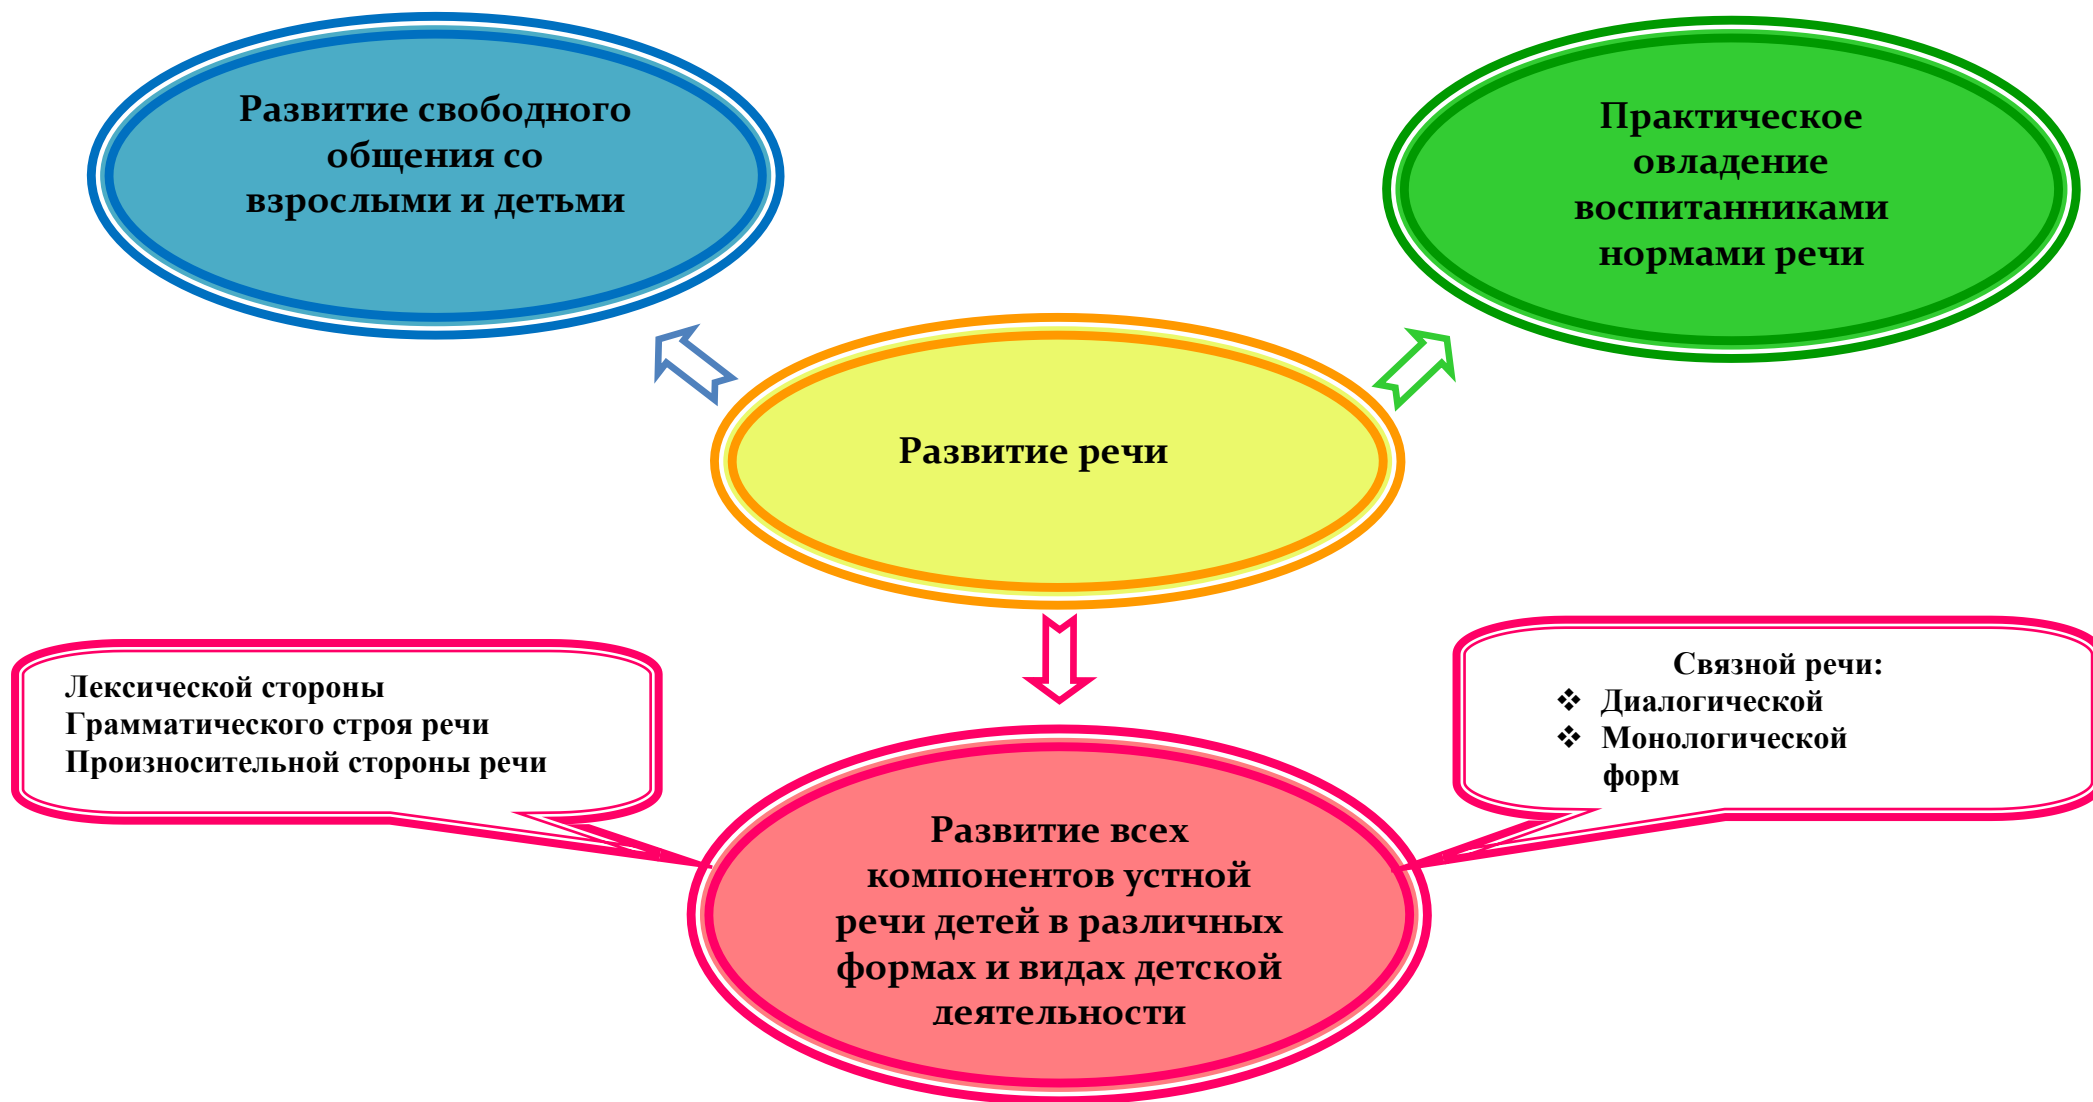 Развитие свободного
общения со
взрослыми и детьми
Практическое
овладение
воспитанниками
нормами речи
Развитие речи
Лексической стороны
Грамматического строя речи
Произносительной стороны речи
Связной речи:
❖ Диалогической
❖ Монологической
форм
Развитие всех
компонентов устной
речи детей в различных
формах и видах детской
деятельности